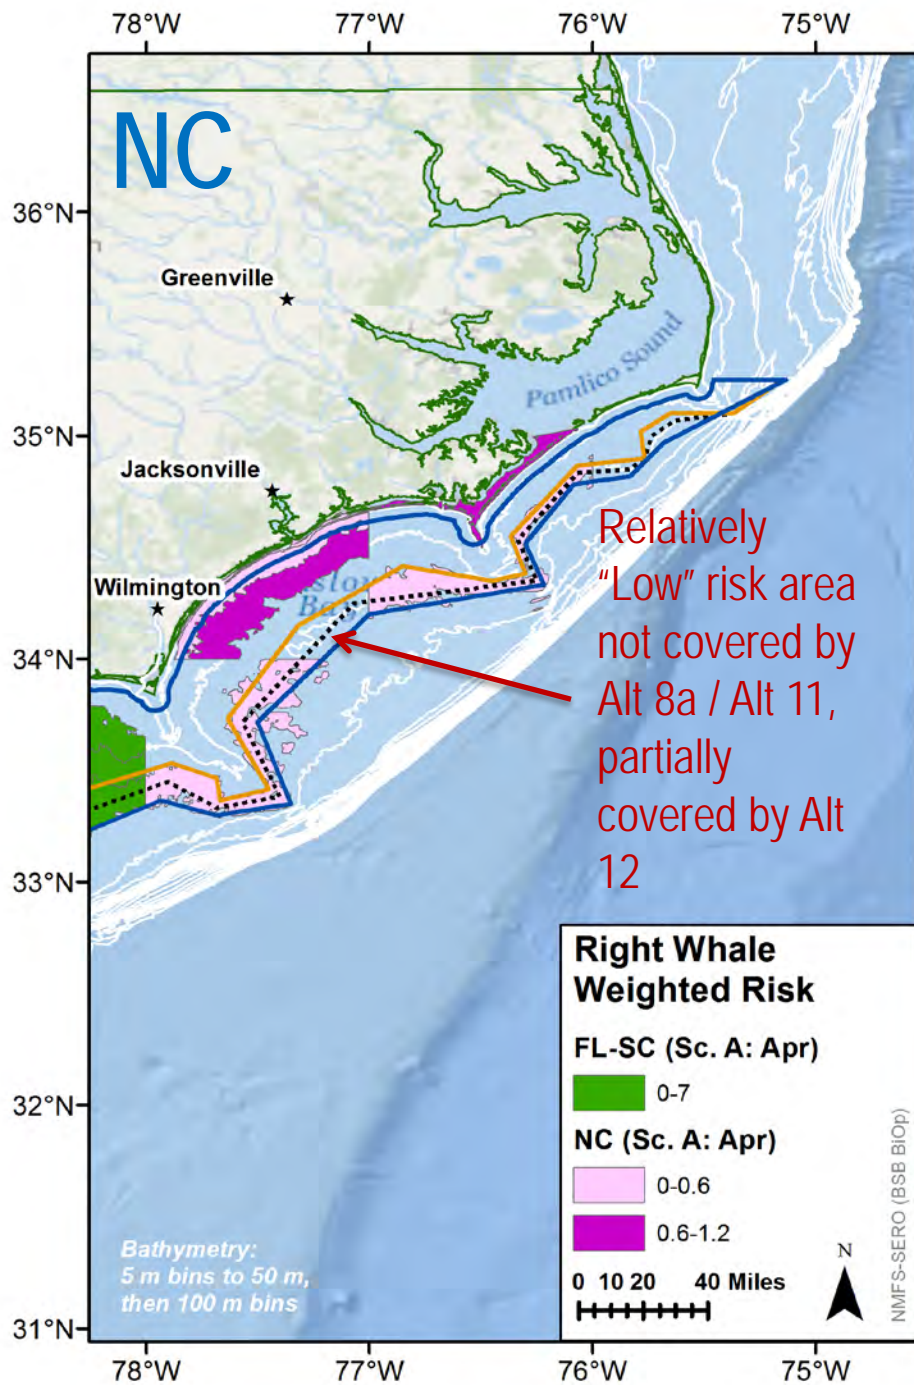 78°W 77°W 76°W 75°W
NC
36°N
Greenville
Pamlico Sound
35°N
Jacksonville
Relatively
“Low” risk area
not covered by
Alt 8a / Alt 11,
partially
covered by Alt
12
Wilmington
34°N
33°N
Right Whale
Weighted Risk
FL-SC (Sc. A: Apr)
0-7
32°N
NC (Sc. A: Apr)
0-0.6
0.6-1.2
Bathymetry:
5 m bins to 50 m,
then 100 m bins
0 10 20 40 Miles
N
NMFS-SERO (BSB BiOp)
31°N
78°W 77°W 76°W 75°W